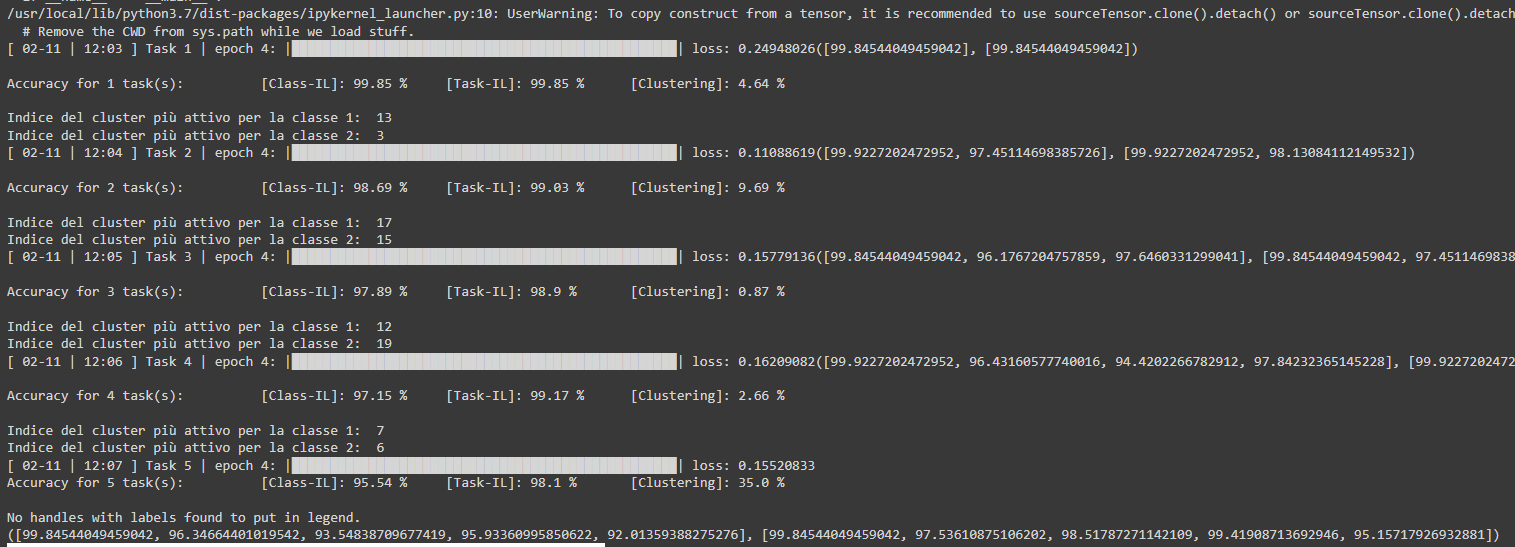 /usr/local/lib/python3.7/dist-packages/ipykernel_launcher.py:10: UserWarning: To copy construct from a tensor, it is recommended to use sourceTensor.clone().detach() or sourceTensor.clone().detach
# Remove the CWD from sys.path while we load stuff.
[ 02-11 | 12:03 ] Task 1 | epoch 4: || loss: 0.24948026([99.84544049459042], [99.84544049459042])
Accuracy for 1 task(s): [Class-IL]: 99.85 % [Task-IL]: 99.85 % [Clustering]: 4.64 %
Indice del cluster più attivo per la classe 1: 13
Indice del cluster più attivo per la classe 2: 3
[ 02-11 | 12:04 ] Task 2 | epoch 4: || loss: 0.11088619([99.9227202472952, 97.45114698385726], [99.9227202472952, 98.13084112149532])
Accuracy for 2 task(s): [Class-IL]: 98.69 % [Task-IL]: 99.03 % [Clustering]: 9.69 %
Indice del cluster più attivo per la classe 1: 17
Indice del cluster più attivo per la classe 2: 15
[ 02-11 | 12:05 ] Task 3 | epoch 4: || loss: 0.15779136([99.84544049459042, 96.1767204757859, 97.6460331299041], [99.84544049459042, 97.4511469838
Accuracy for 3 task(s): [Class-IL]: 97.89 % [Task-IL]: 98.9 % [Clustering]: 0.87 %
Indice del cluster più attivo per la classe 1: 12
Indice del cluster più attivo per la classe 2: 19
[ 02-11 | 12:06 ] Task 4 | epoch 4: || loss: 0.16209082([99.9227202472952, 96.43160577740016, 94.4202266782912, 97.84232365145228], [99.9227202472
Accuracy for 4 task(s): [Class-IL]: 97.15 % [Task-IL]: 99.17 % [Clustering]: 2.66 %
Indice del cluster più attivo per la classe 1: 7
Indice del cluster più attivo per la classe 2: 6
[ 02-11 | 12:07 ] Task 5 | epoch 4: || loss: 0.15520833
Accuracy for 5 task(s): [Class-IL]: 95.54 % [Task-IL]: 98.1 % [Clustering]: 35.0 %
No handles with labels found to put in legend.
([99.84544049459042, 96.34664401019542, 93.54838709677419, 95.93360995850622, 92.01359388275276], [99.84544049459042, 97.53610875106202, 98.51787271142109, 99.41908713692946, 95.15717926932881])